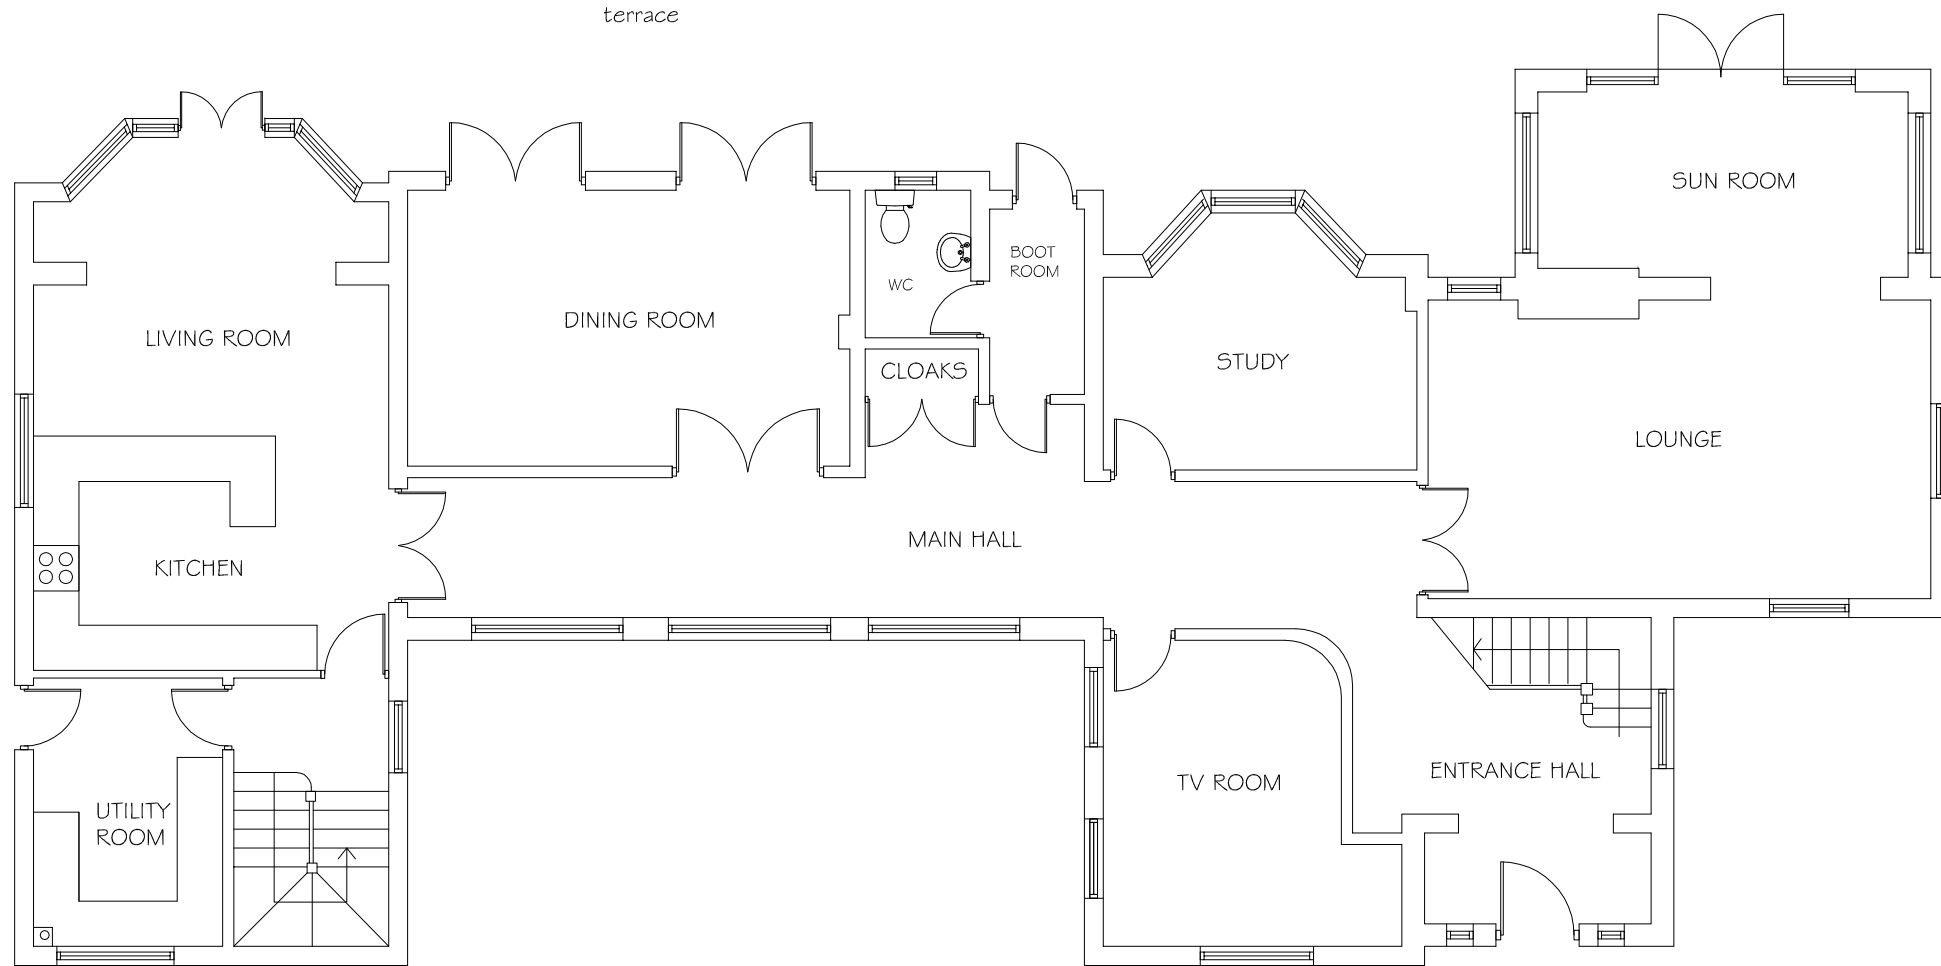 terrace
SUN ROOM
BOOT
ROOM
WC
DINING ROOM
LIVING ROOM
STUDY
CLOAKS
LOUNGE
MAIN HALL
KITCHEN
ENTRANCE HALL
TV ROOM
UTILITY
ROOM